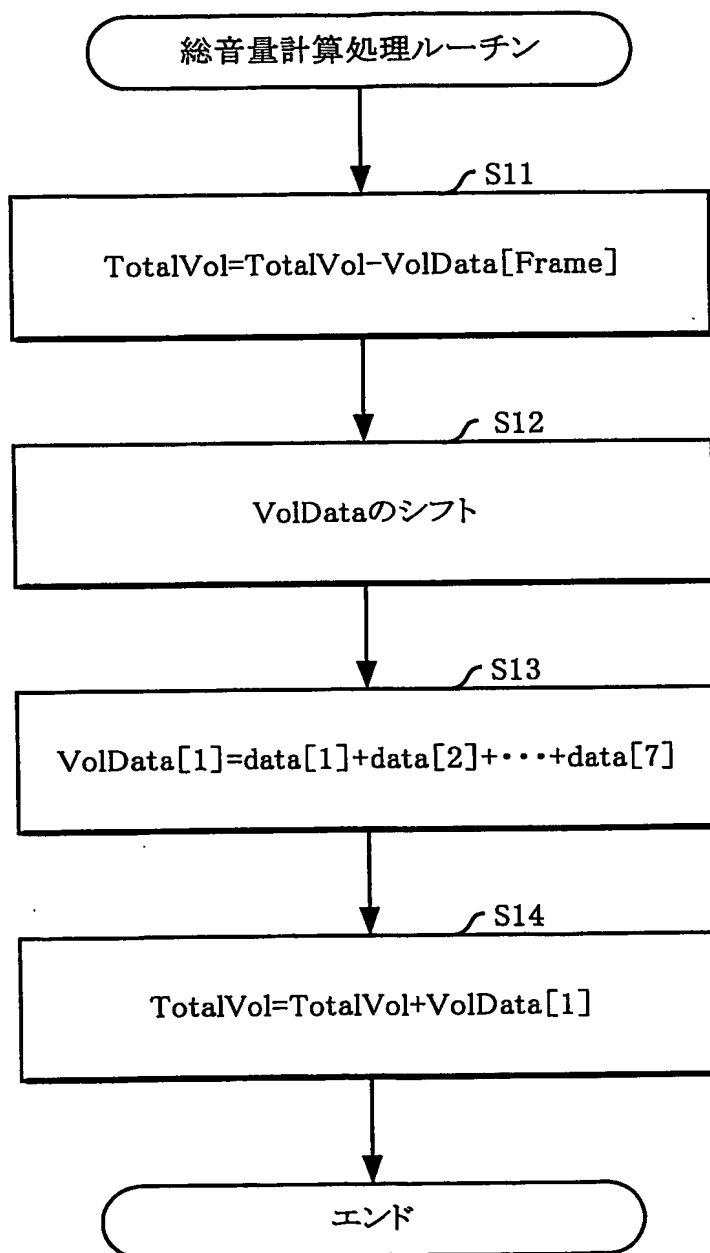 総音量計算処理ルーチン
S11
TotalVol=TotalVol-VolData[Frame]
S12
VolDataのシフト
S13
VolData[1]=data[1]+data[2]+・・・+data[7]
S14
TotalVol=TotalVol+VolData[1]
エンド